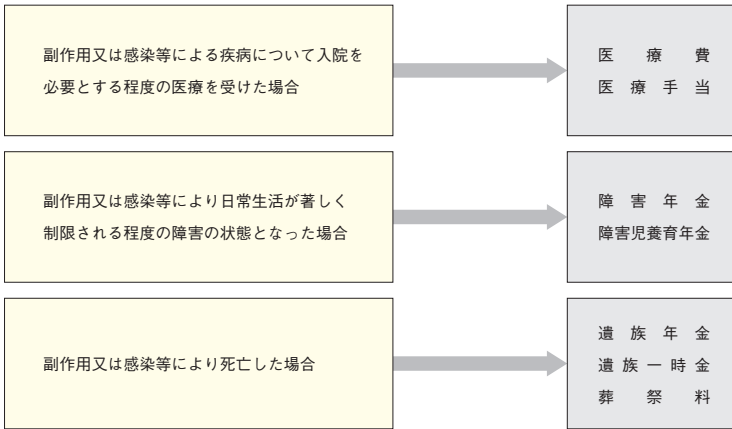 副作用又は感染等による疾病について入院を
必要とする程度の医療を受けた場合
医療費
医療手当
副作用又は感染等により日常生活が著しく
制限される程度の障害の状態となった場合
障害年金
障害児養育年金
副作用又は感染等により死亡した場合
遺族年金
遺族一時金
葬祭料